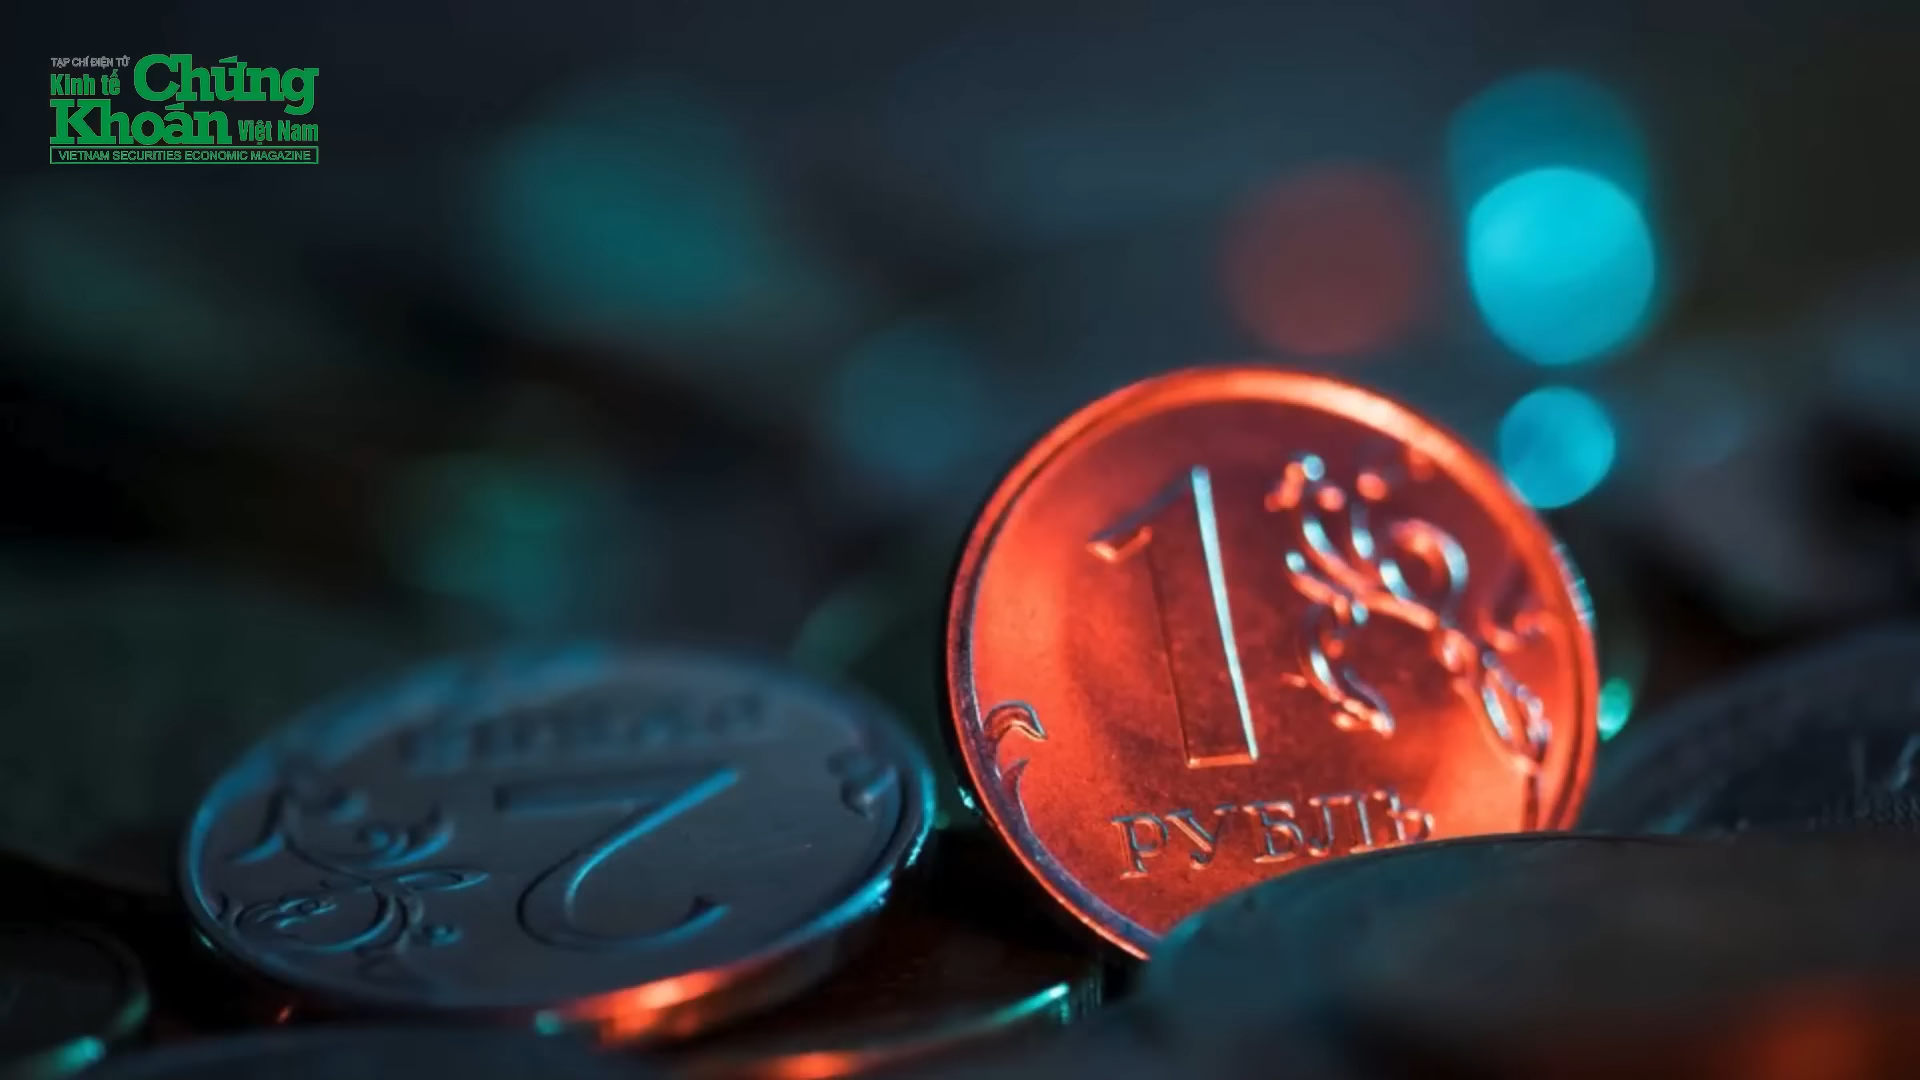 TẠP CHÍ ĐIỆN TỬ
Kinh tế Chứng
Khoán Việt Nam
VIETNAM SECURITIES ECONOMIC MAGAZINE
1
РУБЛЬ
2